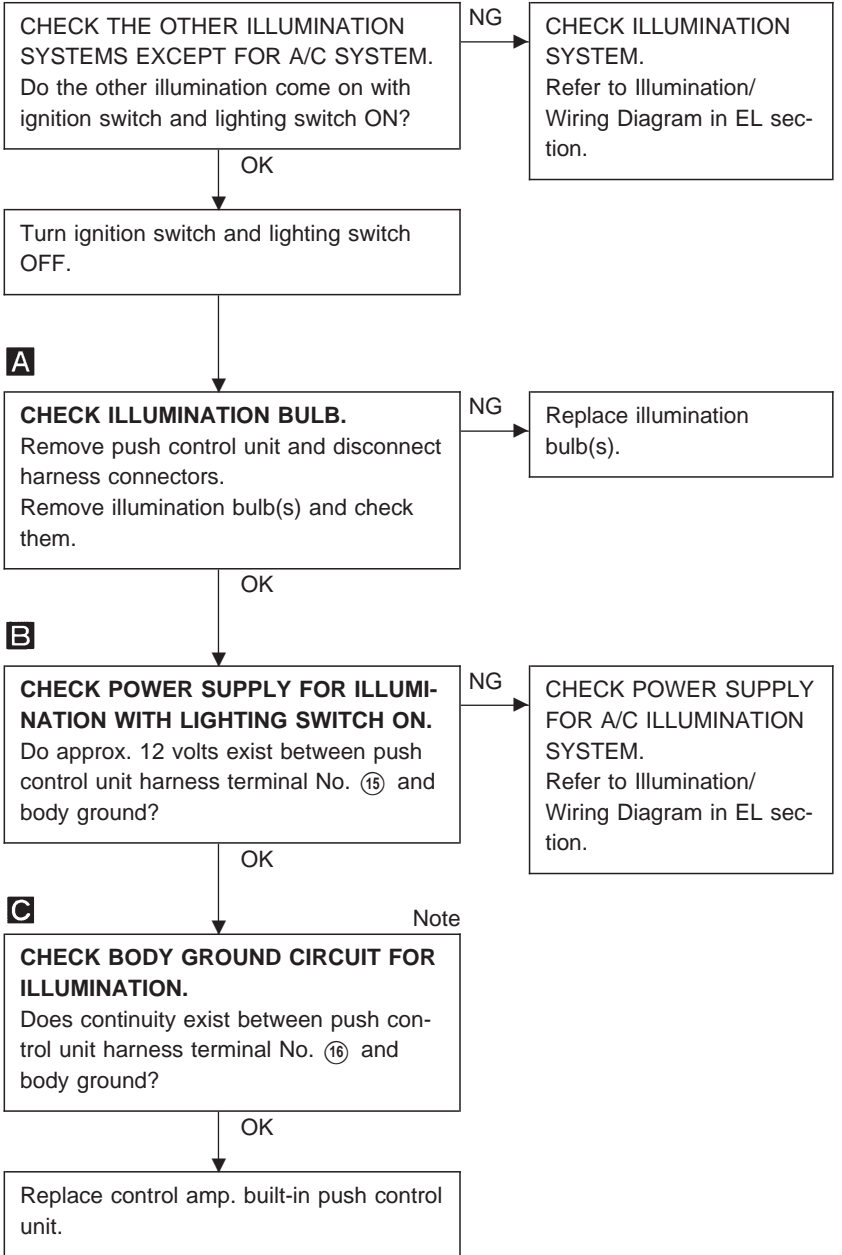 CHECK THE OTHER ILLUMINATION
SYSTEMS EXCEPT FOR A/C SYSTEM.
Do the other illumination come on with
ignition switch and lighting switch ON?
NG
CHECK ILLUMINATION
SYSTEM.
Refer to Illumination/
Wiring Diagram in EL sec-
tion.
OK
Turn ignition switch and lighting switch
OFF.
A
CHECK ILLUMINATION BULB.
Remove push control unit and disconnect
harness connectors.
Remove illumination bulb(s) and check
them.
NG
Replace illumination
bulb(s).
OK
B
CHECK POWER SUPPLY FOR ILLUMI-
NATION WITH LIGHTING SWITCH ON.
Do approx. 12 volts exist between push
control unit harness terminal No. ⑮ and
body ground?
NG
CHECK POWER SUPPLY
FOR A/C ILLUMINATION
SYSTEM.
Refer to Illumination/
Wiring Diagram in EL sec-
tion.
OK
C
Note
CHECK BODY GROUND CIRCUIT FOR
ILLUMINATION.
Does continuity exist between push con-
trol unit harness terminal No. ⑯ and
body ground?
OK
Replace control amp. built-in push control
unit.